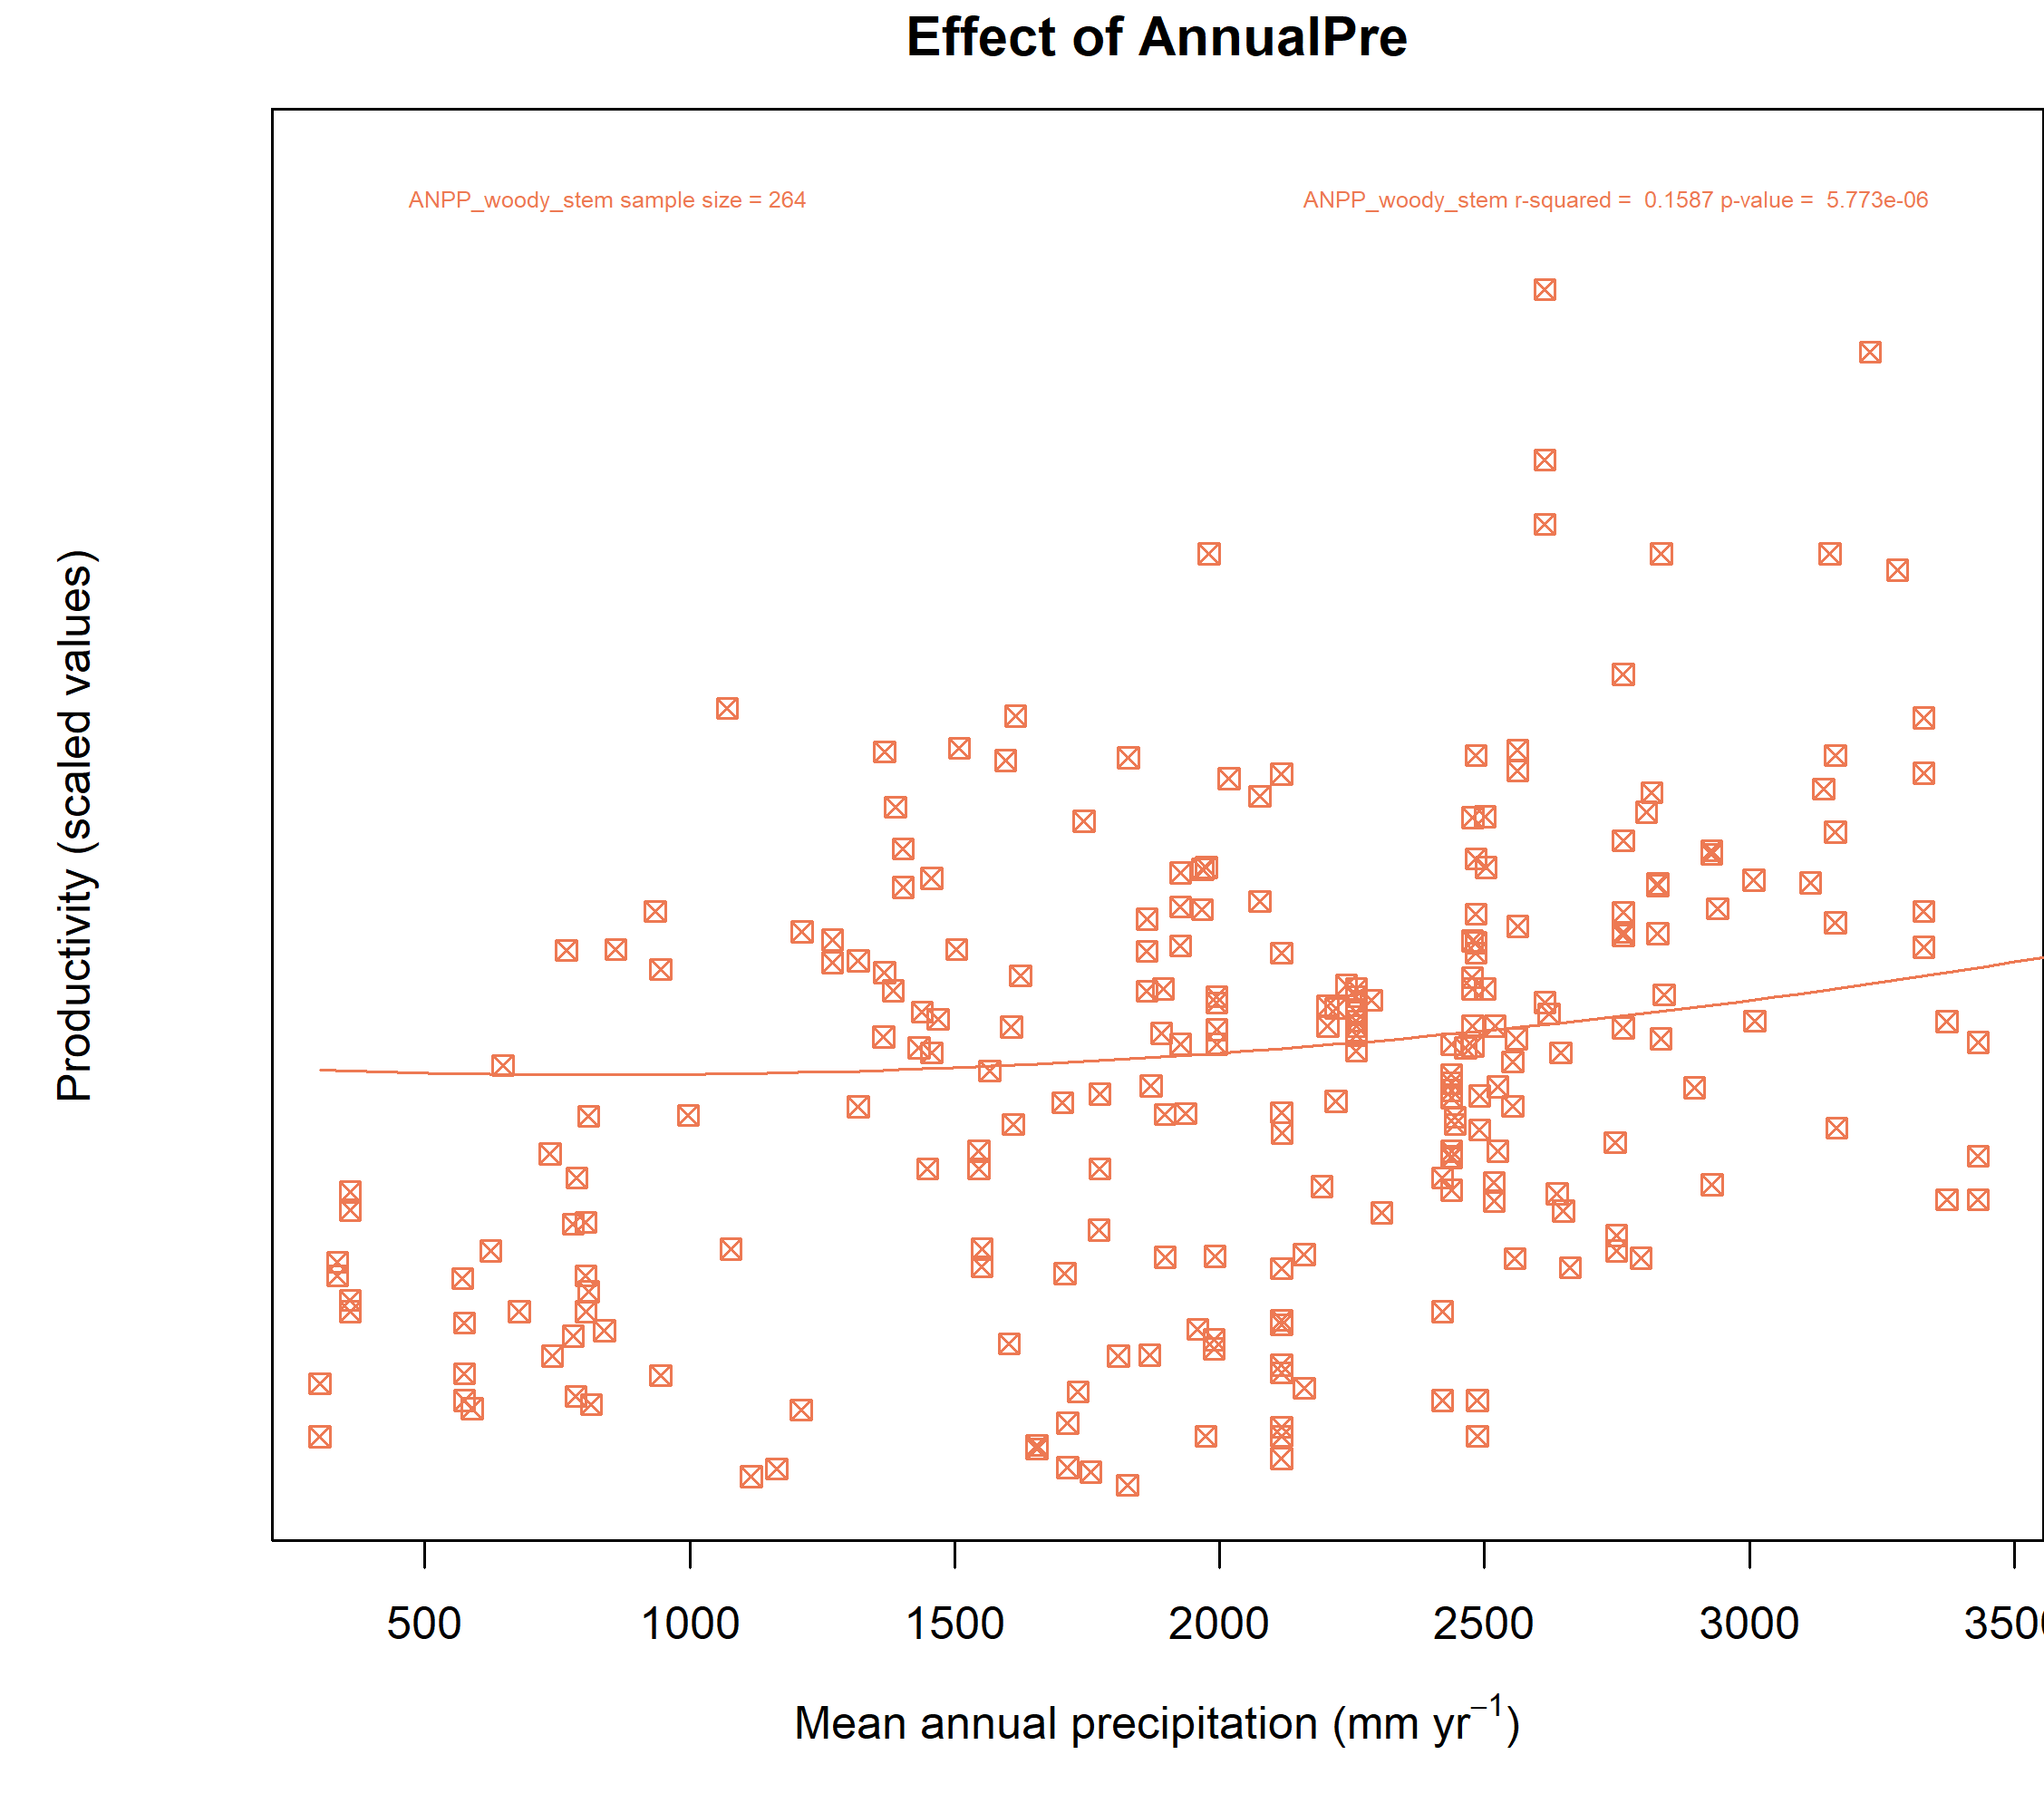 Effect of AnnualPre
ANPP_woody_stem sample size = 264
ANPP_woody_stem r-squared =  0.1587 p-value =  5.773e-06
Productivity (scaled values)
500 1000 1500 2000 2500 3000 3500
Mean annual precipitation (mm yr⁻¹)